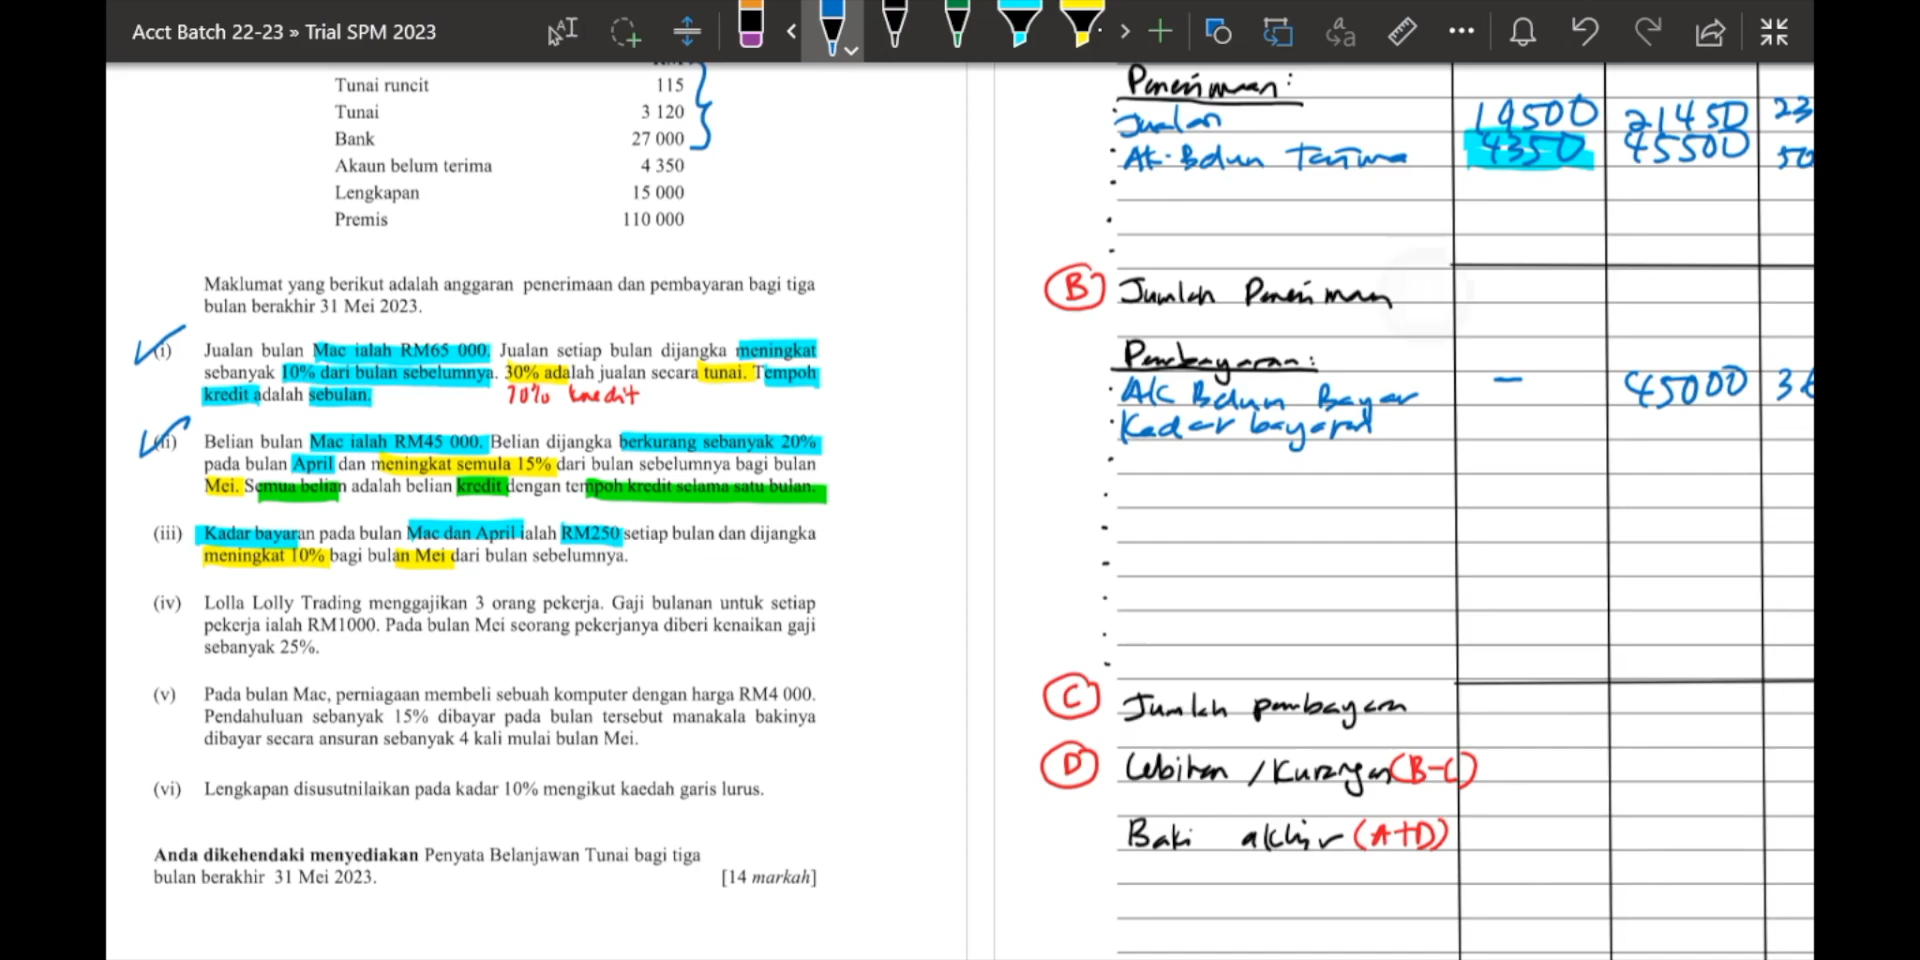 Acct Batch 22-23 » Trial SPM 2023
Tunai runcit 115
Tunai 3 120
Bank 27 000
Akaun belum terima 4 350
Lengkapan 15 000
Premis 110 000
Maklumat yang berikut adalah anggaran penerimaan dan pembayaran bagi tiga
bulan berakhir 31 Mei 2023.
(i) Jualan bulan Mac ialah RM65 000. Jualan setiap bulan dijangka meningkat
sebanyak 10% dari bulan sebelumnya. 30% adalah jualan secara tunai. Tempoh
kredit adalah sebulan.
70% kredit
(ii) Belian bulan Mac ialah RM45 000. Belian dijangka berkurang sebanyak 20%
pada bulan April dan meningkat semula 15% dari bulan sebelumnya bagi bulan
Mei. Semua belian adalah belian kredit dengan tempoh kredit selama satu bulan.
(iii) Kadar bayaran pada bulan Mac dan April ialah RM250 setiap bulan dan dijangka
meningkat 10% bagi bulan Mei dari bulan sebelumnya.
(iv) Lolla Lolly Trading menggajikan 3 orang pekerja. Gaji bulanan untuk setiap
pekerja ialah RM1000. Pada bulan Mei seorang pekerjanya diberi kenaikan gaji
sebanyak 25%.
(v) Pada bulan Mac, perniagaan membeli sebuah komputer dengan harga RM4 000.
Pendahuluan sebanyak 15% dibayar pada bulan tersebut manakala bakinya
dibayar secara ansuran sebanyak 4 kali mulai bulan Mei.
(vi) Lengkapan disusutnilaikan pada kadar 10% mengikut kaedah garis lurus.
Anda dikehendaki menyediakan Penyata Belanjawan Tunai bagi tiga
bulan berakhir 31 Mei 2023. [14 markah]
Penerimaan:
Jualan 19500 21450 23
Ak. Belum Terima 4350 45500 50
B Jumlah Penerimaan
Pembayaran:
Ak Belum Bayar – 45000 36
Kadar bayaran
C Jumlah pembayaran
D Lebihan / Kurangan (B-C)
Baki akhir (A+D)